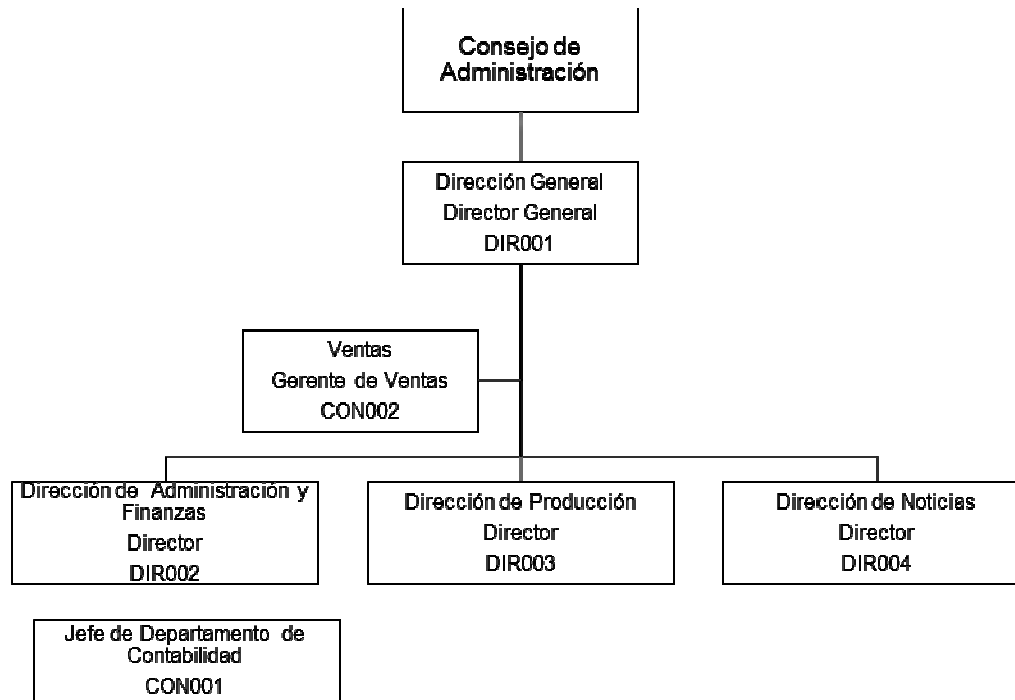 Consejo de
Administración
Dirección General
Director General
DIR001
Ventas
Gerente de Ventas
CON002
Dirección de Administración y
Finanzas
Director
DIR002
Dirección de Producción
Director
DIR003
Dirección de Noticias
Director
DIR004
Jefe de Departamento de
Contabilidad
CON001